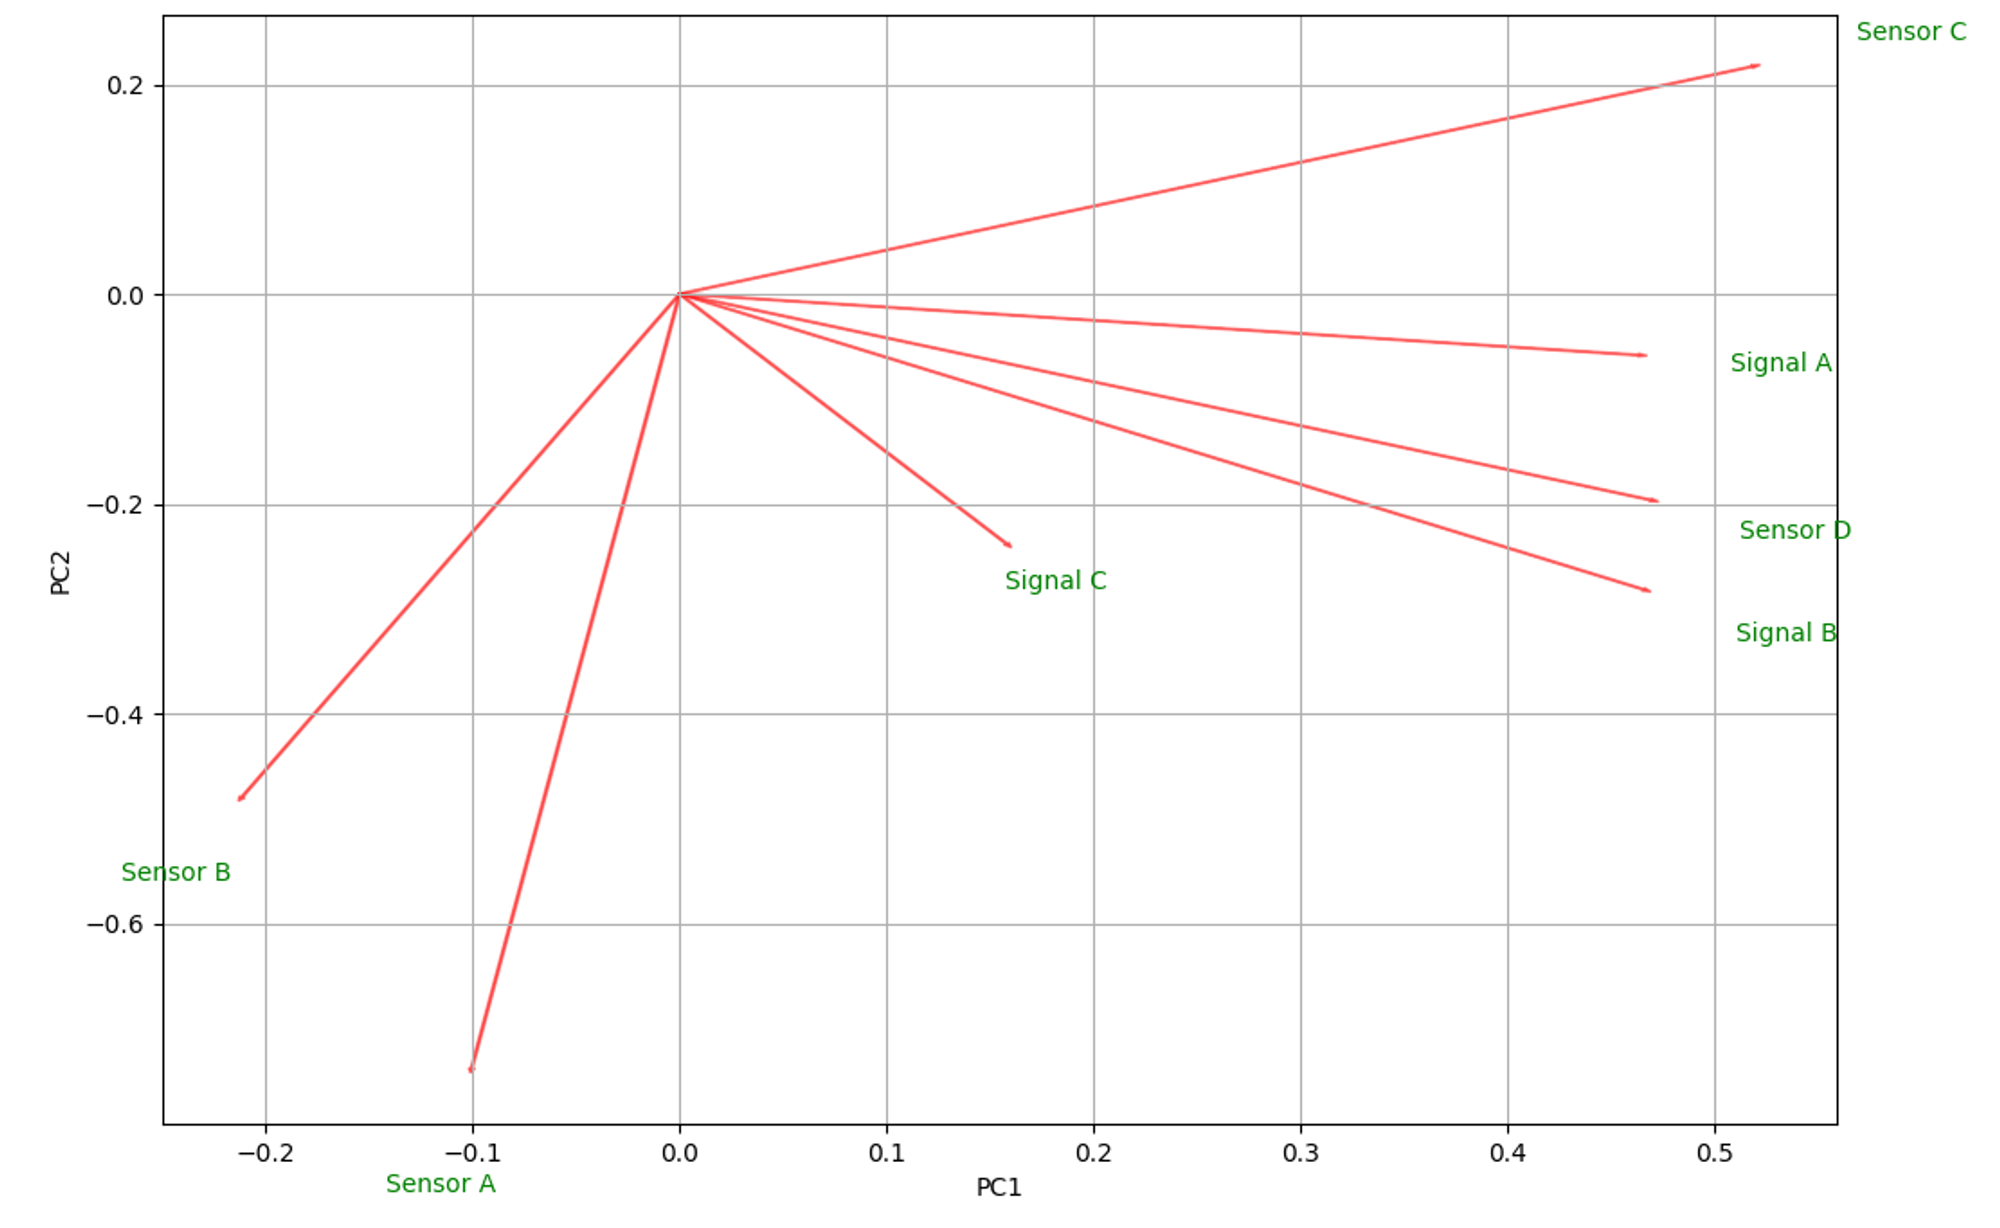 Sensor C
0.2
0.0
Signal A
−0.2
Sensor D
PC2
Signal C
Signal B
−0.4
Sensor B
−0.6
−0.2 −0.1 0.0 0.1 0.2 0.3 0.4 0.5
Sensor A
PC1